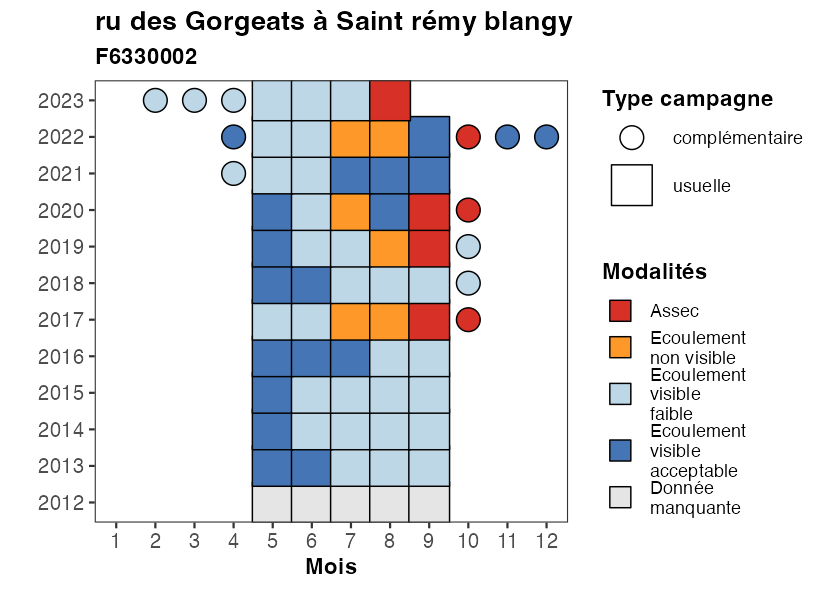 ru des Gorgeats à Saint rémy blangy
F6330002
2023
2022
2021
2020
2019
2018
2017
2016
2015
2014
2013
2012
1 2 3 4 5 6 7 8 9 10 11 12
Mois
Type campagne
complémentaire
usuelle
Modalités
Assec
Ecoulement
non visible
Ecoulement
visible
faible
Ecoulement
visible
acceptable
Donnée
manquante